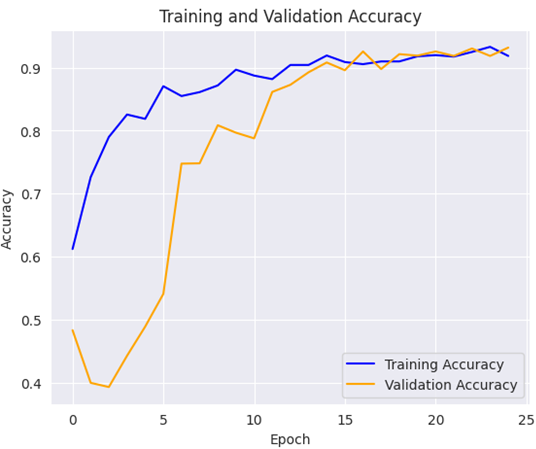 Training and Validation Accuracy
Accuracy
0.9
0.8
0.7
0.6
0.5
0.4
Training Accuracy
Validation Accuracy
0 5 10 15 20 25
Epoch